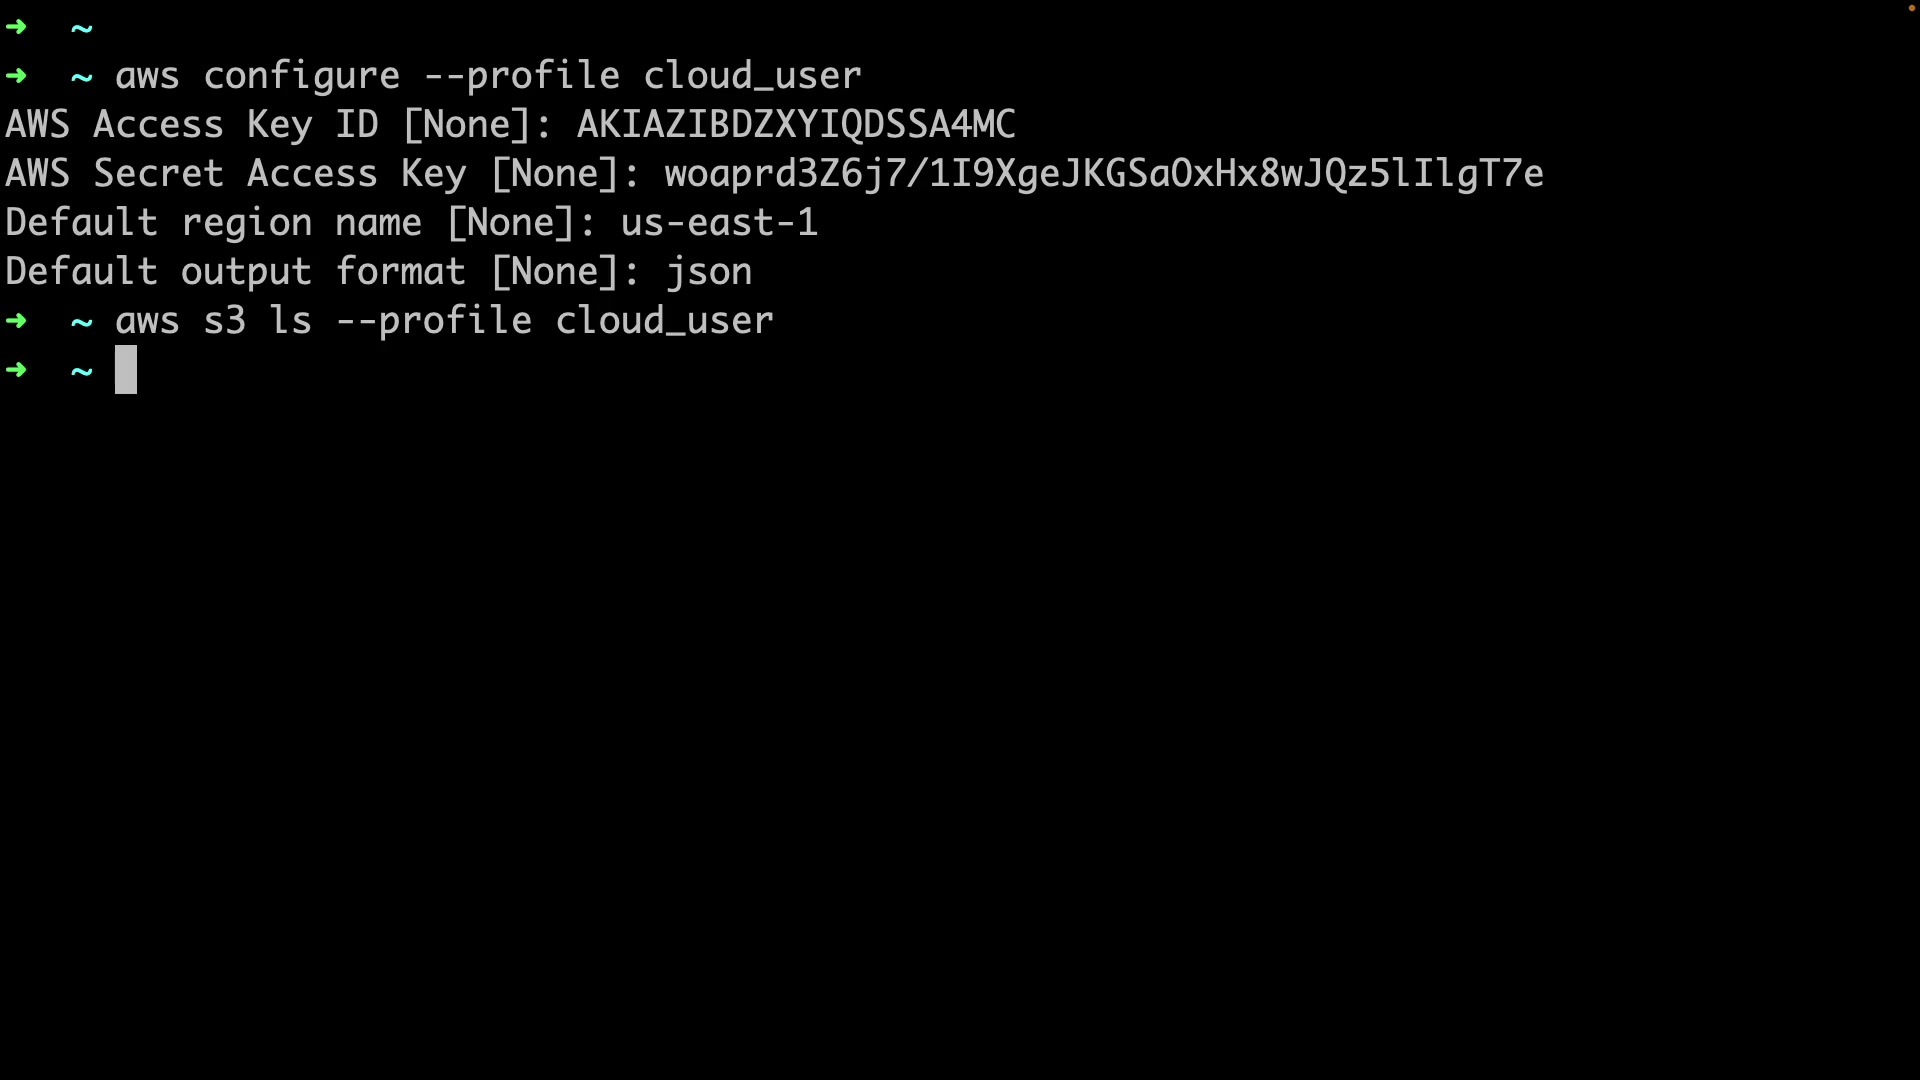 ➜ ~
➜ ~ aws configure --profile cloud_user
AWS Access Key ID [None]: AKIAZIBDZXYIQDSSA4MC
AWS Secret Access Key [None]: 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
Default region name [None]: us-east-1
Default output format [None]: json
➜ ~ aws s3 ls --profile cloud_user
➜ ~